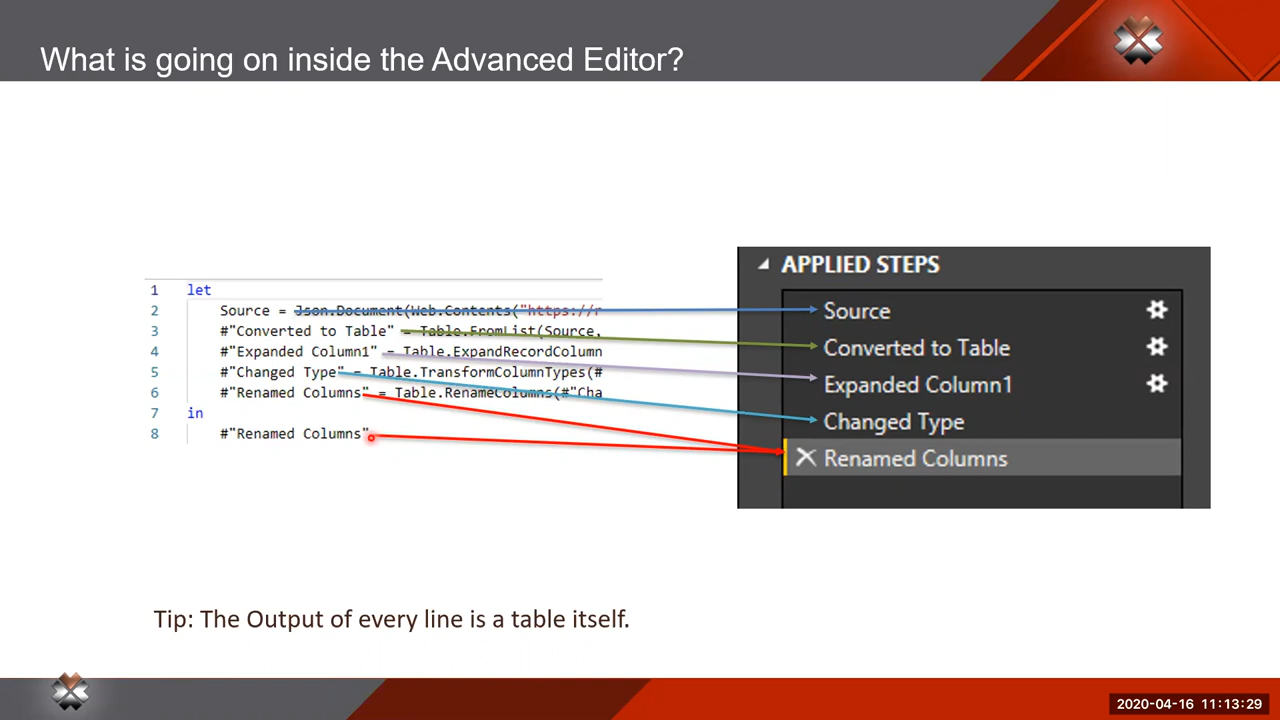 What is going on inside the Advanced Editor?
1 let
2 Source = Json.Document(Web.Contents("https://r
3 #"Converted to Table" = Table.FromList(Source,
4 #"Expanded Column1" = Table.ExpandRecordColumn
5 #"Changed Type" = Table.TransformColumnTypes(#
6 #"Renamed Columns" = Table.RenameColumns(#"Cha
7 in
8 #"Renamed Columns"
APPLIED STEPS
Source
Converted to Table
Expanded Column1
Changed Type
Renamed Columns
Tip: The Output of every line is a table itself.
2020-04-16 11:13:29